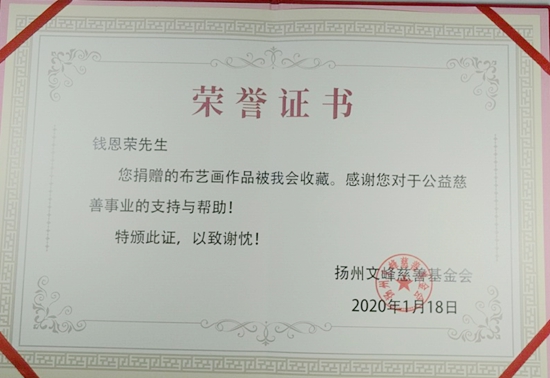 荣誉证书
钱恩荣先生
您捐赠的布艺画作品被我会收藏。感谢您对于公益慈
善事业的支持与帮助！
特颁此证，以致谢忱！
扬州文峰慈善基金会
2020年1月18日